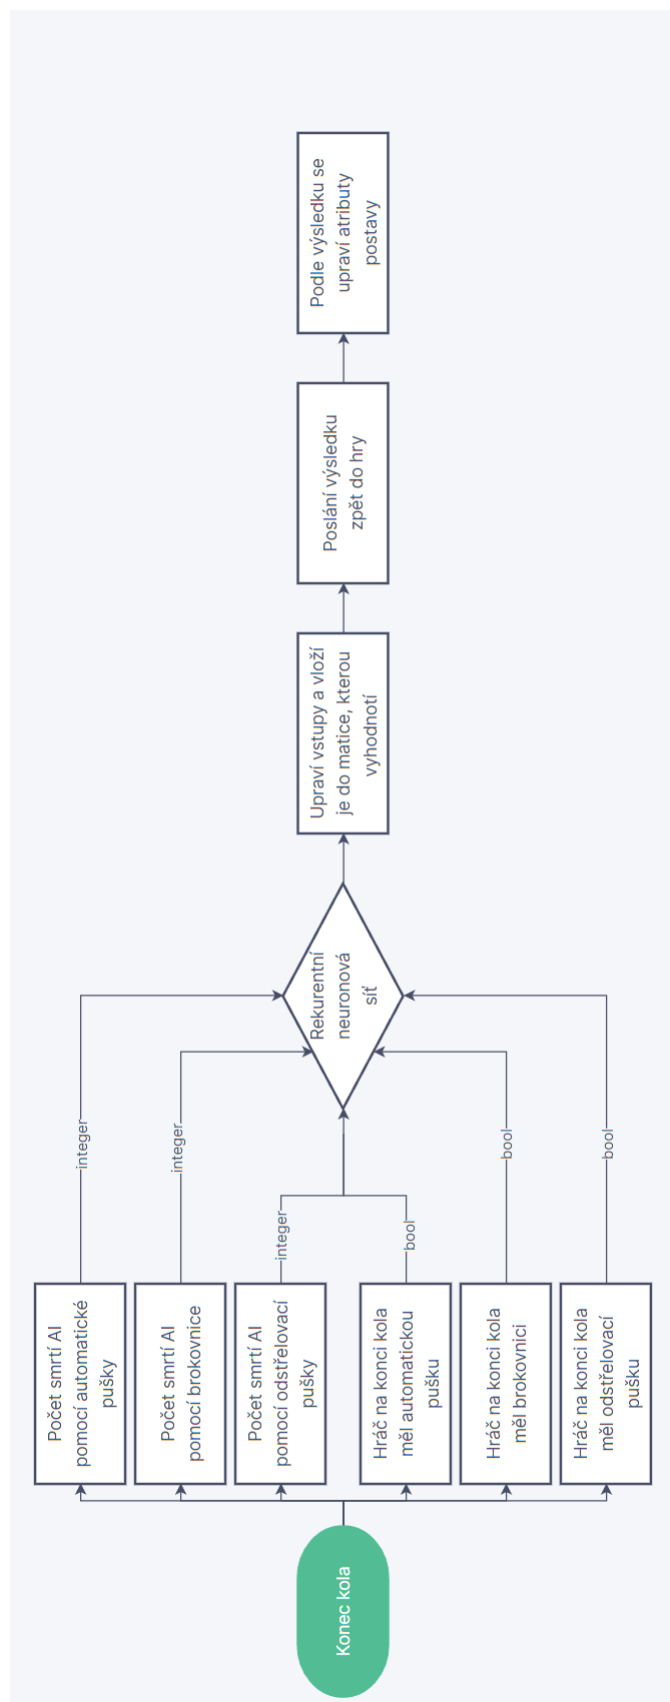 Konec kola
Počet smrtí AI
pomocí automatické
pušky
Počet smrtí AI
pomocí brokovnice
Počet smrtí AI
pomocí odstřelovací
pušky
Hráč na konci kola
měl automatickou
pušku
Hráč na konci kola
měl brokovnici
Hráč na konci kola
měl odstřelovací
pušku
integer
integer
integer
bool
bool
bool
Rekurentní
neuronová
síť
Upraví vstupy a vloží
je do matice, kterou
vyhodnotí
Poslání výsledku
zpět do hry
Podle výsledku se
upraví atributy
postavy